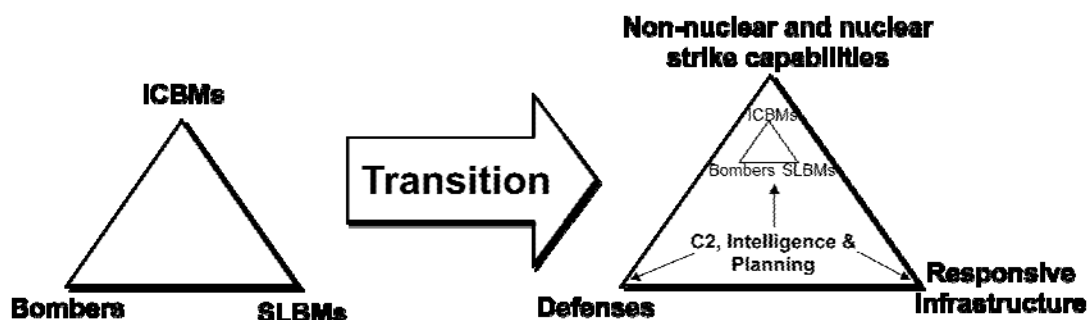 ICBMs
Bombers
SLBMs
Transition
Non-nuclear and nuclear
strike capabilities
ICBMs
Bombers SLBMs
C2, Intelligence &
Planning
Defenses
Responsive
Infrastructure